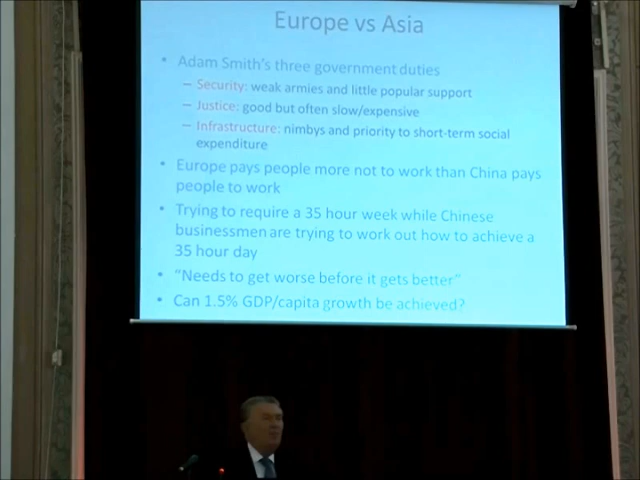 Europe vs Asia
• Adam Smith's three government duties
– Security: weak armies and little popular support
– Justice: good but often slow/expensive
– Infrastructure: nimbys and priority to short-term social
expenditure
• Europe pays people more not to work than China pays
people to work
• Trying to require a 35 hour week while Chinese
businessmen are trying to work out how to achieve a
35 hour day
• "Needs to get worse before it gets better"
• Can 1.5% GDP/capita growth be achieved?